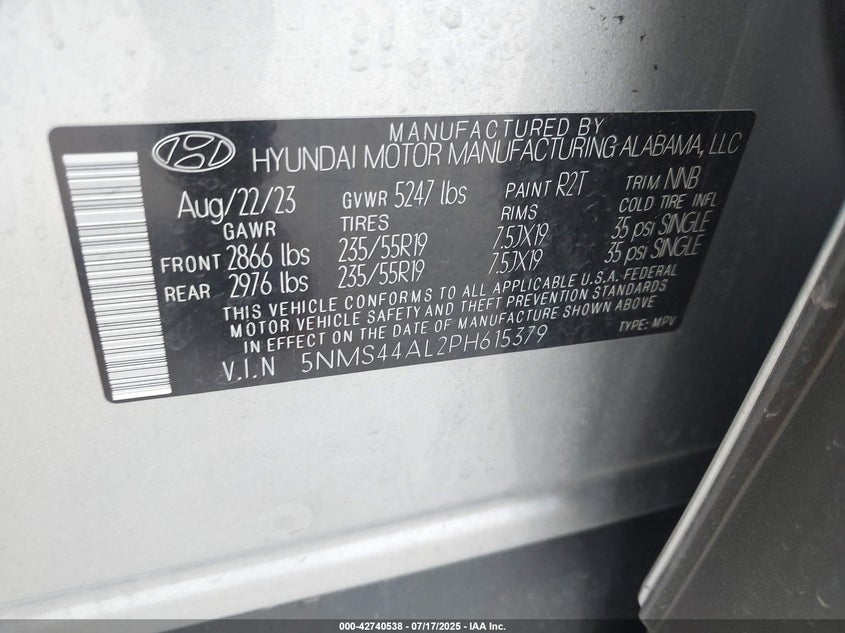 MANUFACTURED BY
HYUNDAI MOTOR MANUFACTURING ALABAMA, LLC
Aug/22/23 GVWR 5247 lbs PAINT R2T TRIM NNB
GAWR TIRES RIMS COLD TIRE INFL
FRONT 2866 lbs 235/55R19 7.5JX19 35 psi SINGLE
REAR 2976 lbs 235/55R19 7.5JX19 35 psi SINGLE
THIS VEHICLE CONFORMS TO ALL APPLICABLE U.S.A. FEDERAL
MOTOR VEHICLE SAFETY AND THEFT PREVENTION STANDARDS
IN EFFECT ON THE DATE OF MANUFACTURE SHOWN ABOVE
V.I.N 5NMS44AL2PH615379 TYPE: MPV
000-42740538 - 07/17/2025 - IAA Inc.